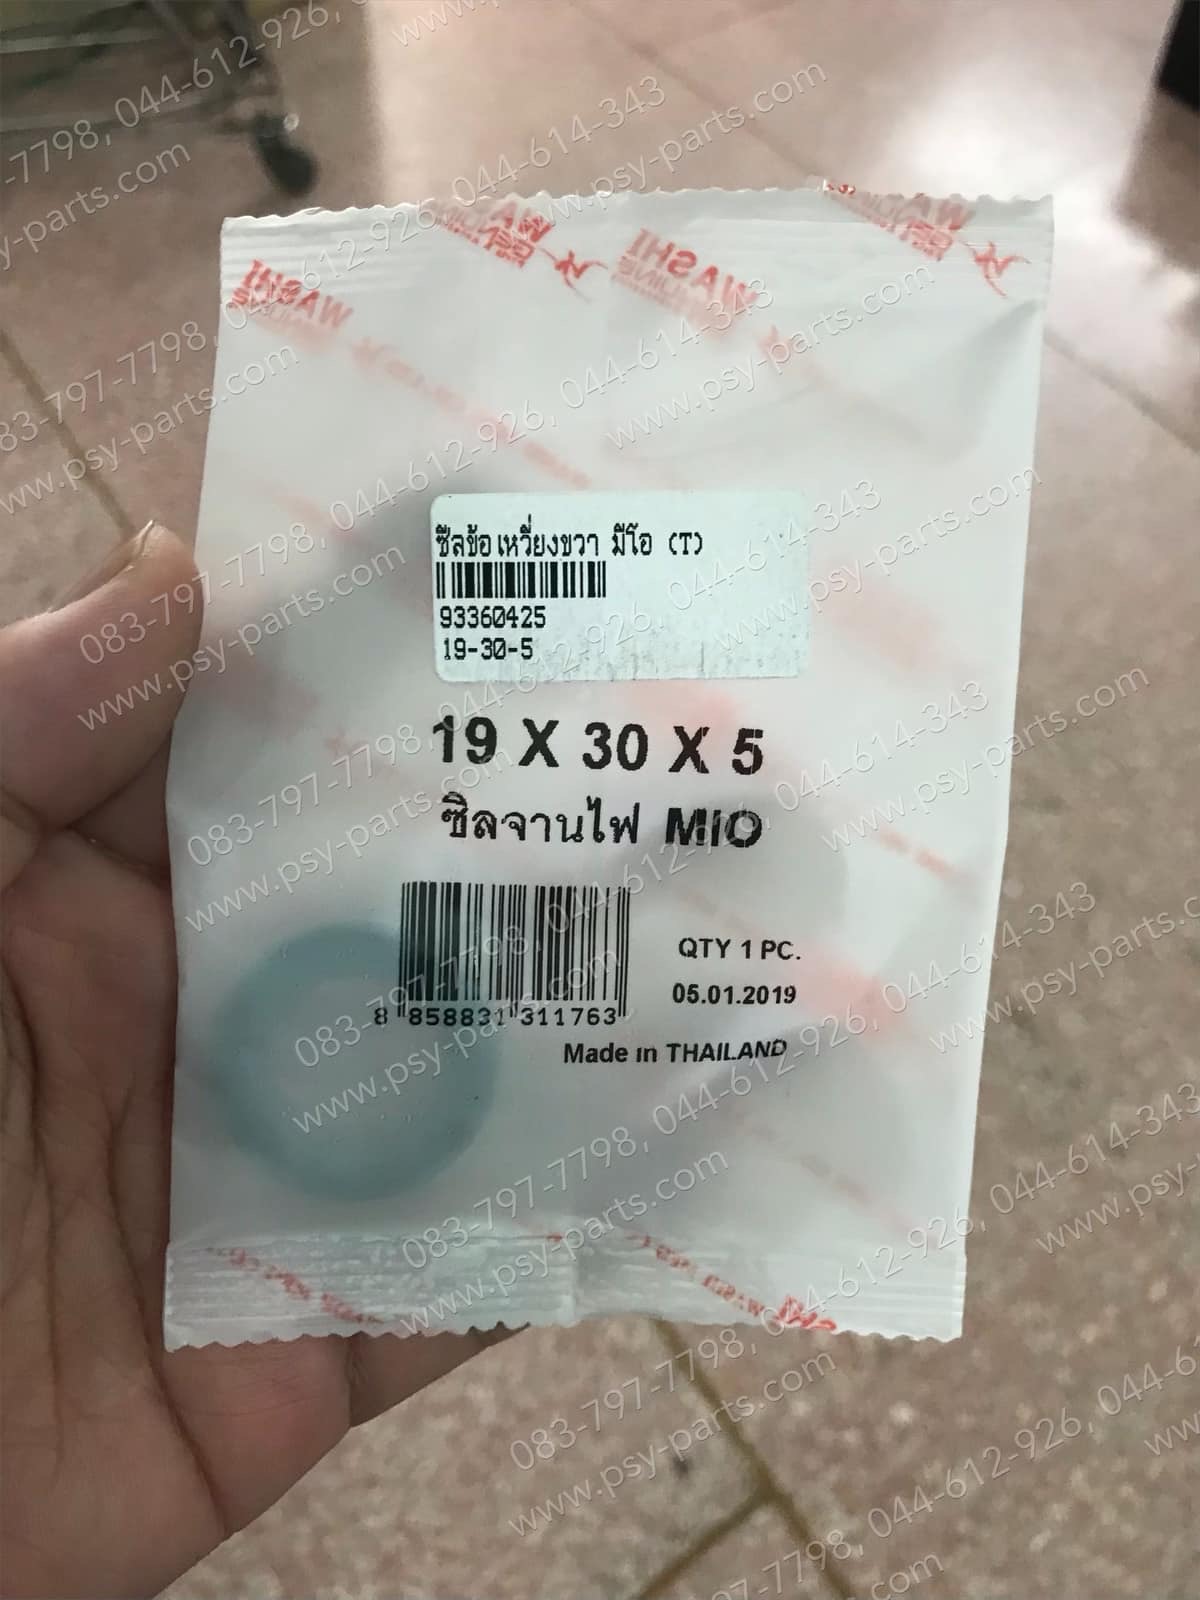 WASHI
WASHI
ซีลข้อเหวี่ยงขวา มีโอ (T)
93360425
19-30-5
19 X 30 X 5
ซิลจานไฟ MIO
8 858831 311763
QTY 1 PC.
05.01.2019
Made in THAILAND
083-797-7798, 044-612-926, 044-614-343
www.psy-parts.com